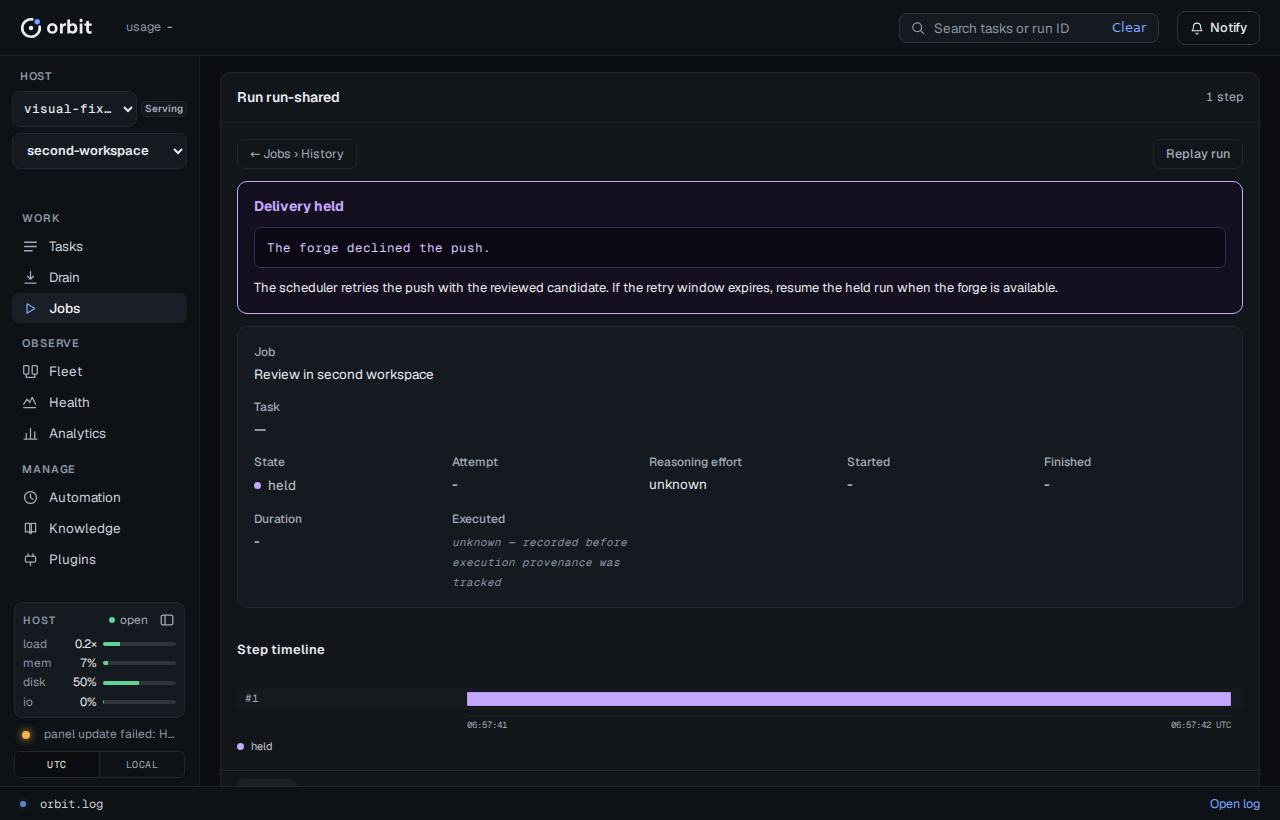 orbit
usage -
Search tasks or run ID
Clear
Notify
HOST
visual-fix…
Serving
second-workspace
WORK
Tasks
Drain
Jobs
OBSERVE
Fleet
Health
Analytics
MANAGE
Automation
Knowledge
Plugins
HOST
open
load 0.2×
mem 7%
disk 50%
io 0%
panel update failed: H…
UTC LOCAL
Run run-shared
1 step
← Jobs › History
Replay run
Delivery held
The forge declined the push.
The scheduler retries the push with the reviewed candidate. If the retry window expires, resume the held run when the forge is available.
Job
Review in second workspace
Task
—
State Attempt Reasoning effort Started Finished
held - unknown - -
Duration Executed
- unknown — recorded before
execution provenance was
tracked
Step timeline
#1
06:57:41 06:57:42 UTC
held
orbit.log
Open log